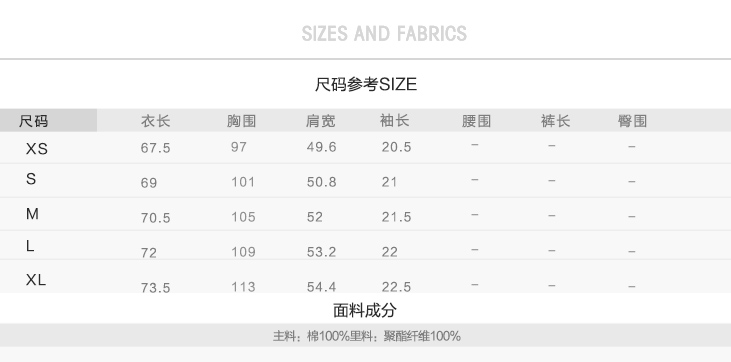 SIZES AND FABRICS
尺码参考SIZE
尺码 衣长 胸围 肩宽 袖长 腰围 裤长 臀围
XS 67.5 97 49.6 20.5 – – –
S 69 101 50.8 21 – – –
M 70.5 105 52 21.5 – – –
L 72 109 53.2 22 – – –
XL 73.5 113 54.4 22.5 – – –
面料成分
主料：棉100%里料：聚酯纤维100%